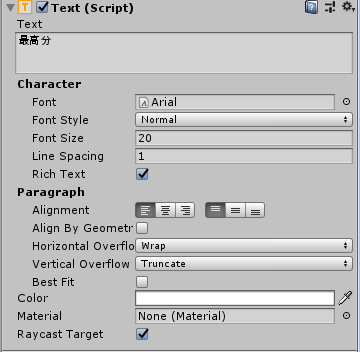 Text (Script)
Text
最高分
Character
Font Arial
Font Style Normal
Font Size 20
Line Spacing 1
Rich Text
Paragraph
Alignment
Align By Geometr
Horizontal Overflo Wrap
Vertical Overflow Truncate
Best Fit
Color
Material None (Material)
Raycast Target